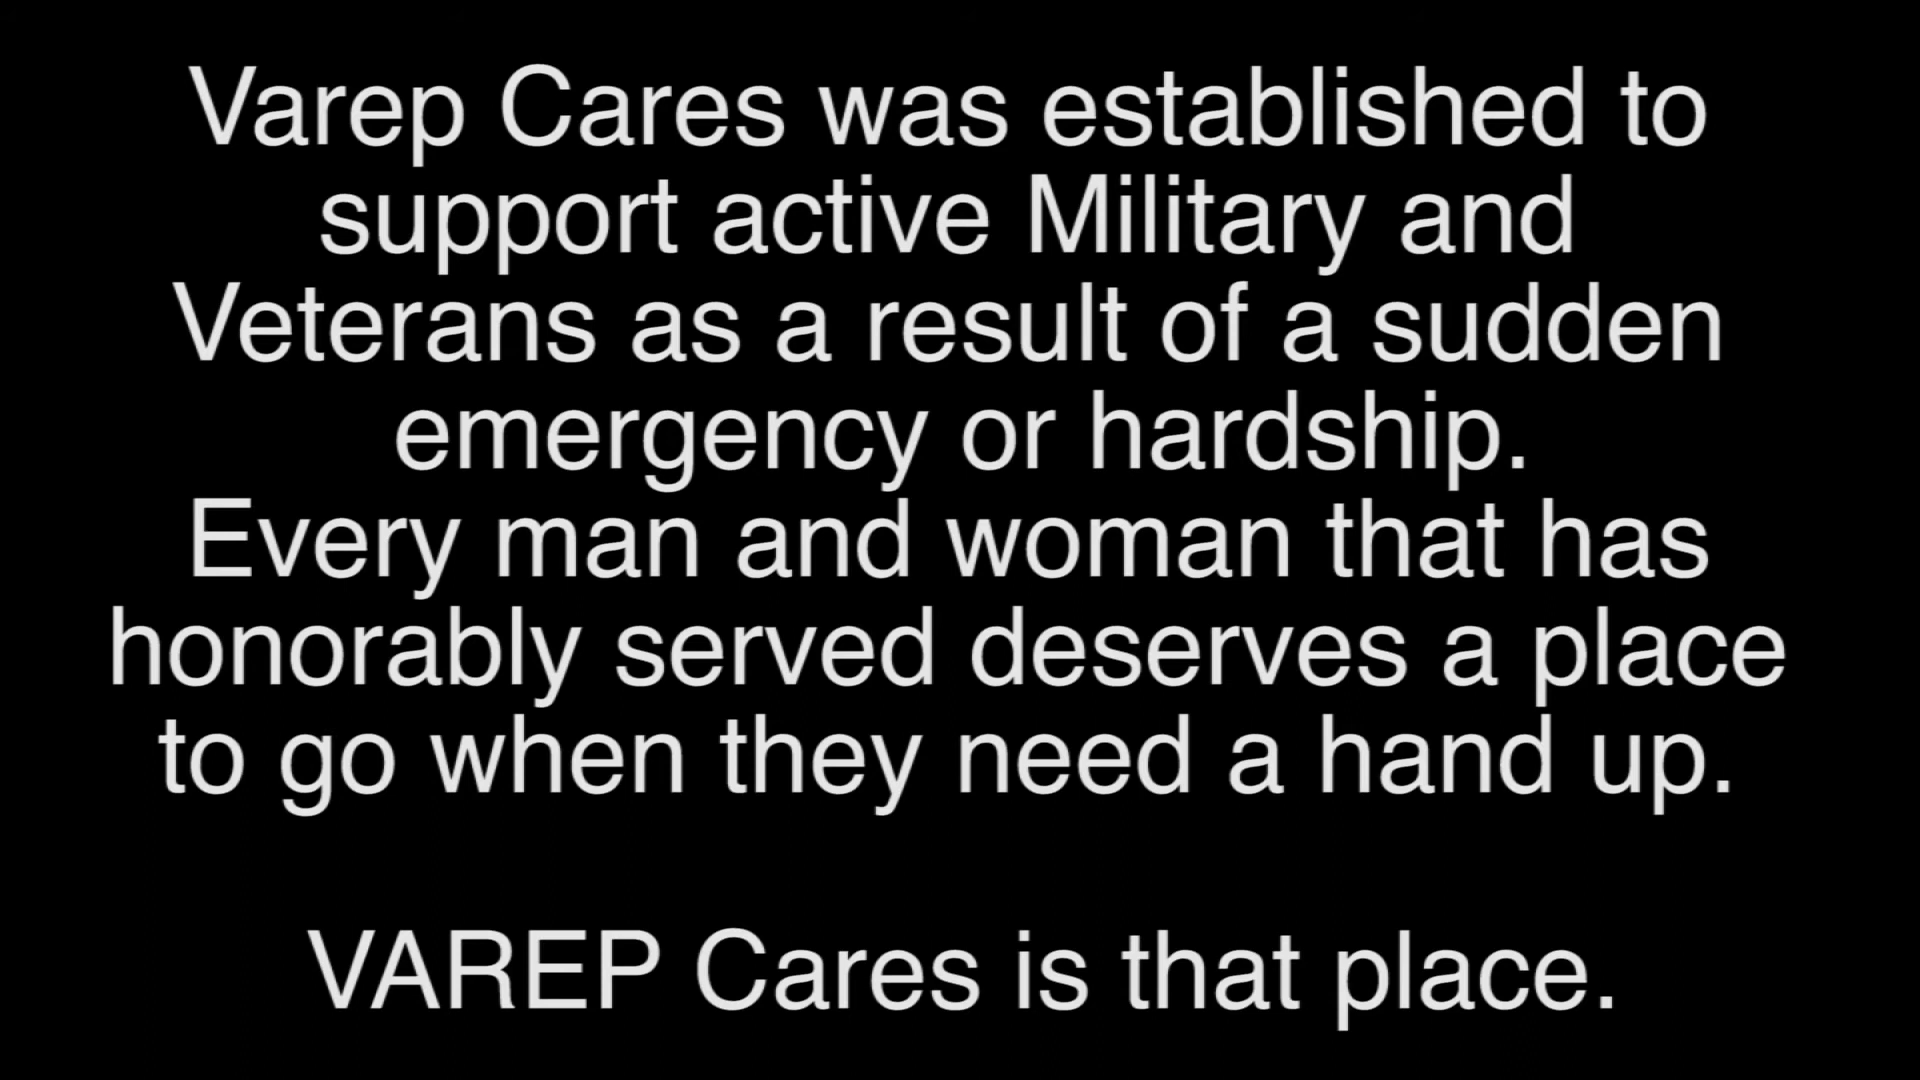 Varep Cares was established to
support active Military and
Veterans as a result of a sudden
emergency or hardship.
Every man and woman that has
honorably served deserves a place
to go when they need a hand up.
VAREP Cares is that place.